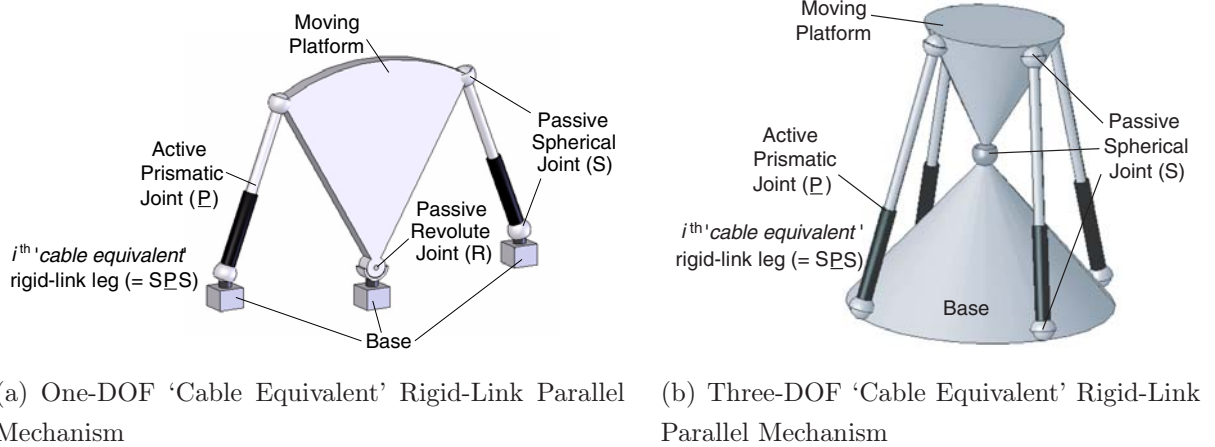 Moving
Platform
Passive
Spherical
Joint (S)
Active
Prismatic
Joint (P)
Passive
Revolute
Joint (R)
i th 'cable equivalent'
rigid-link leg (= SPS)
Base
(a) One-DOF ‘Cable Equivalent’ Rigid-Link Parallel
Mechanism
Moving
Platform
Passive
Spherical
Joint (S)
Active
Prismatic
Joint (P)
i th 'cable equivalent '
rigid-link leg (= SPS)
Base
(b) Three-DOF ‘Cable Equivalent’ Rigid-Link
Parallel Mechanism